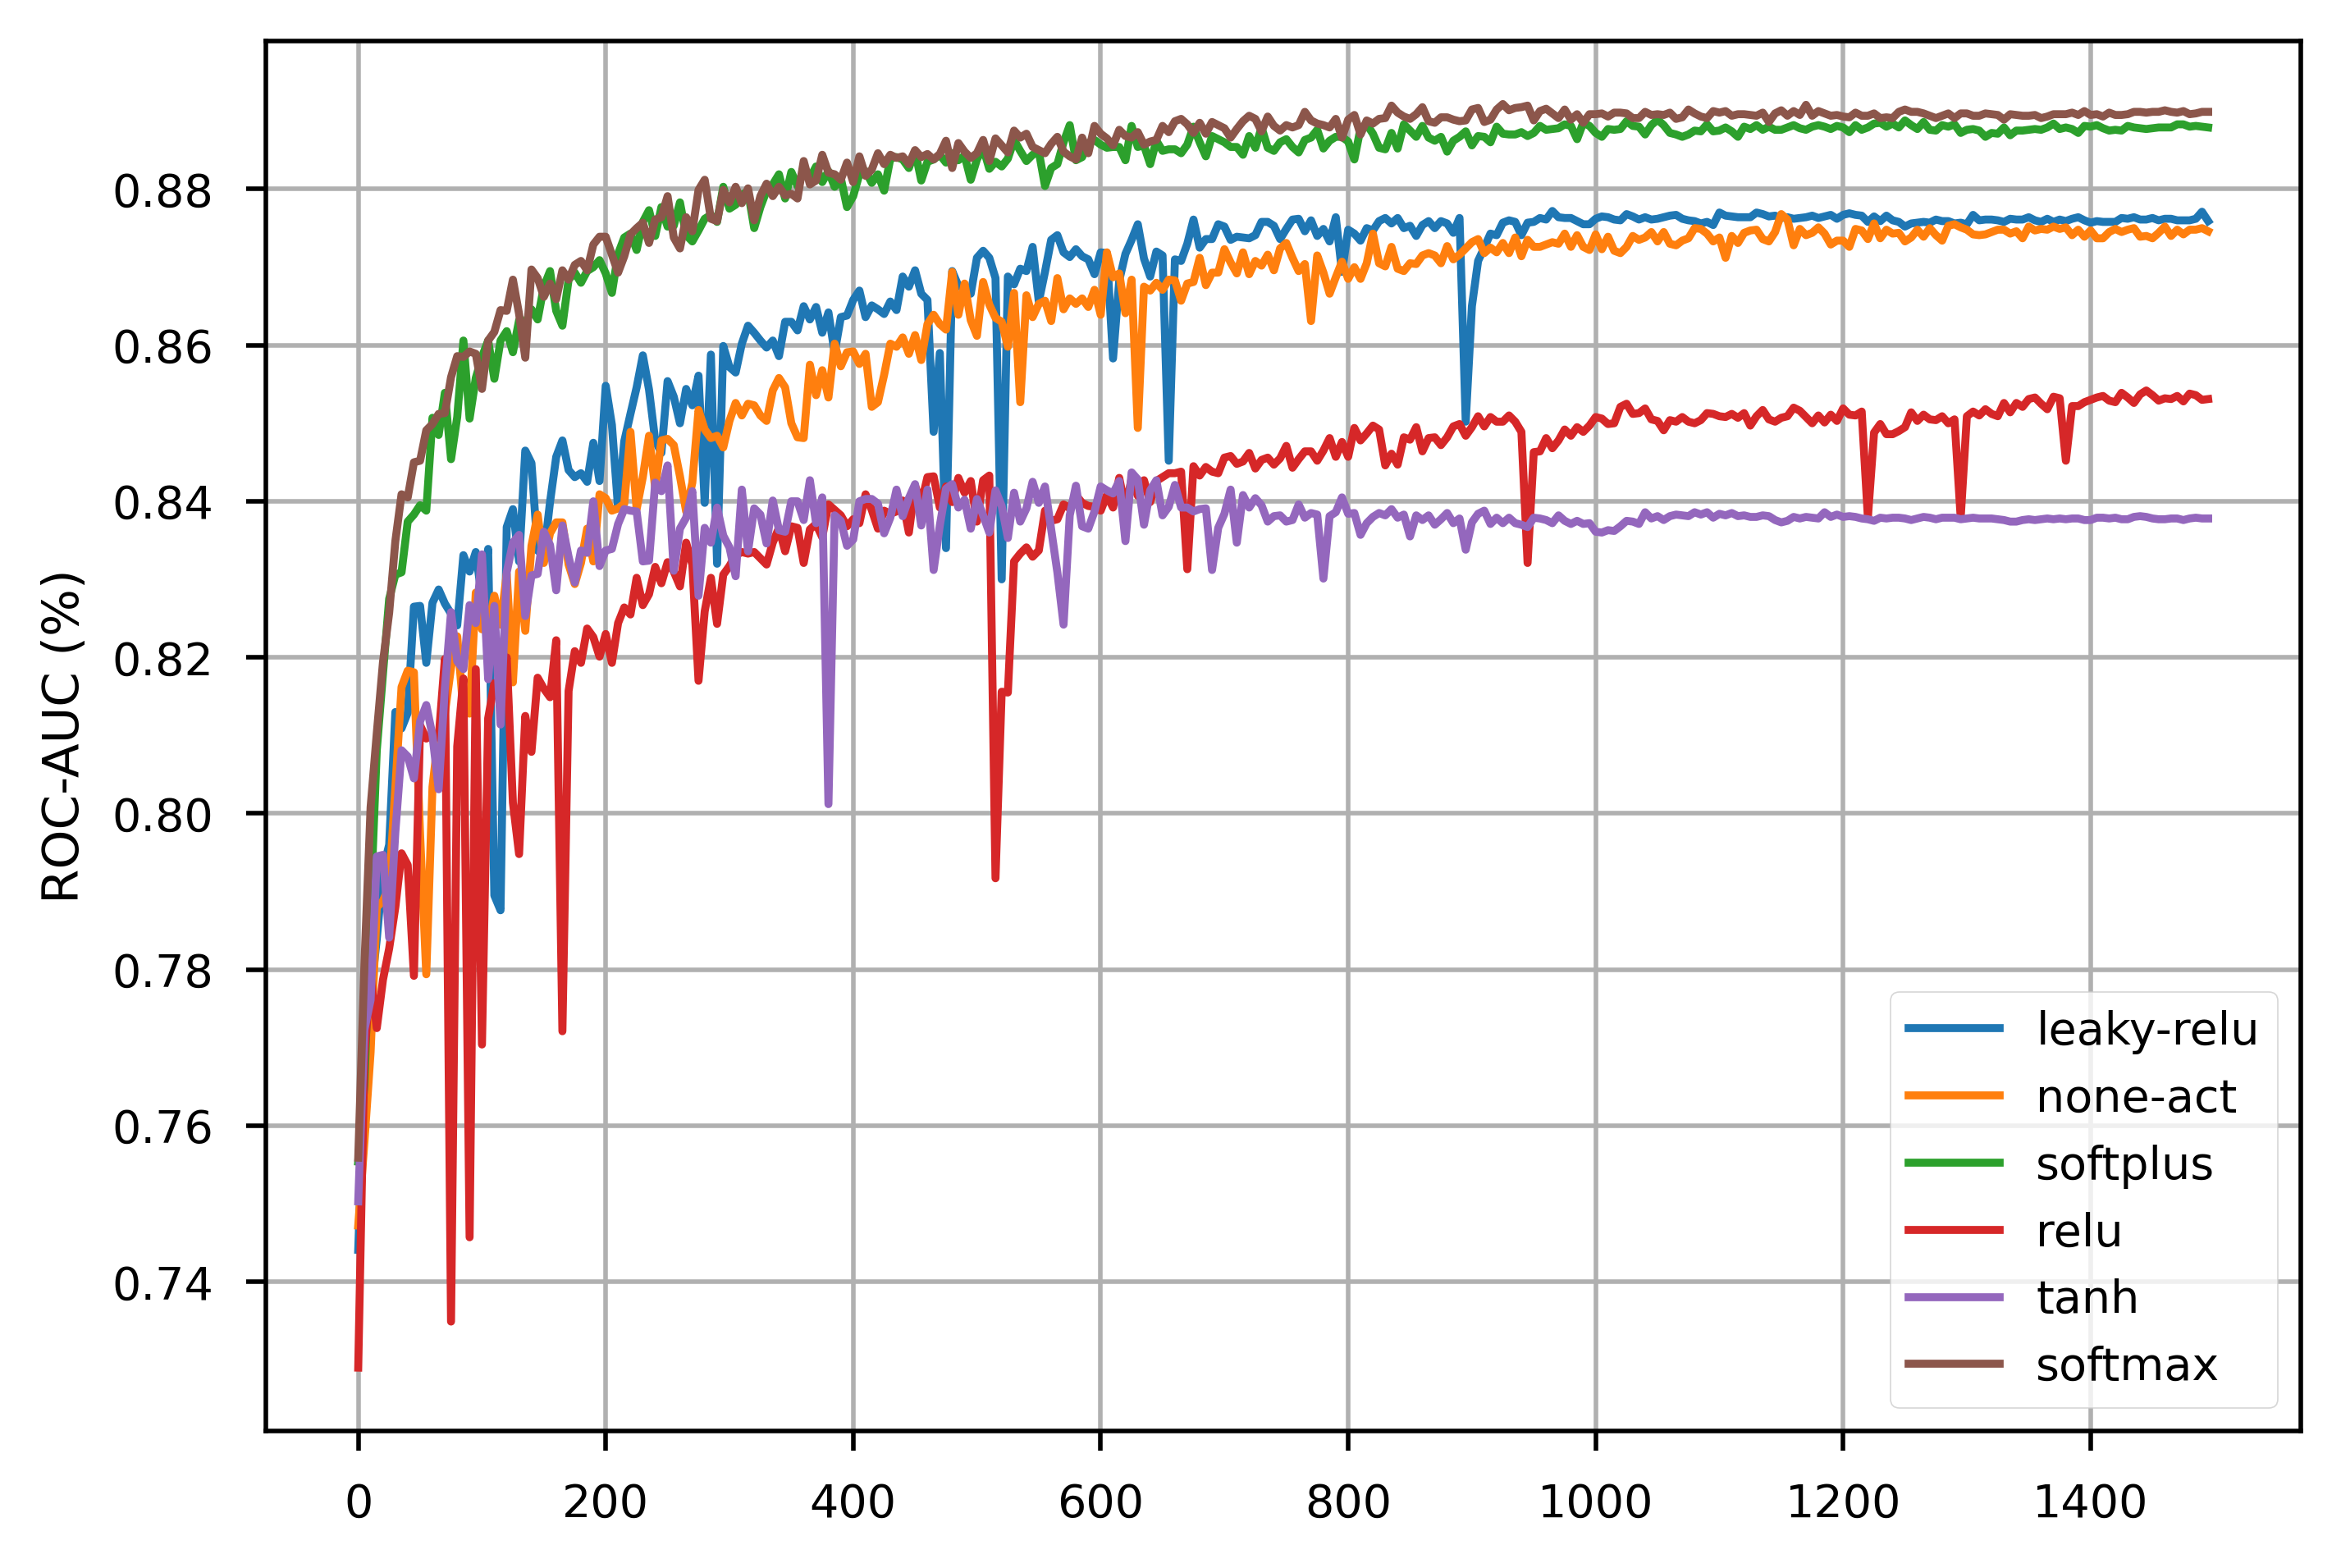 ROC-AUC (%)
0.88
0.86
0.84
0.82
0.80
0.78
0.76
0.74
0 200 400 600 800 1000 1200 1400
leaky-relu
none-act
softplus
relu
tanh
softmax